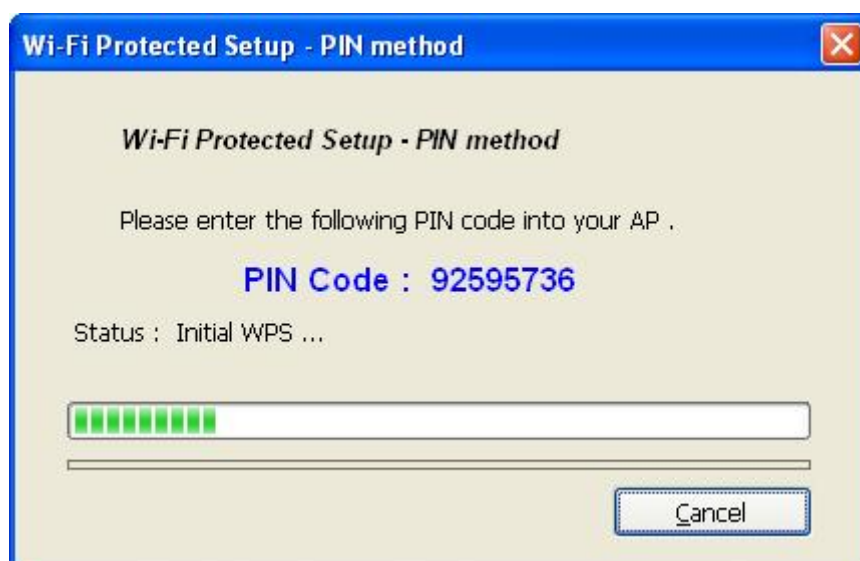 Wi-Fi Protected Setup - PIN method
Wi-Fi Protected Setup - PIN method
Please enter the following PIN code into your AP .
PIN Code : 92595736
Status : Initial WPS ...
Cancel